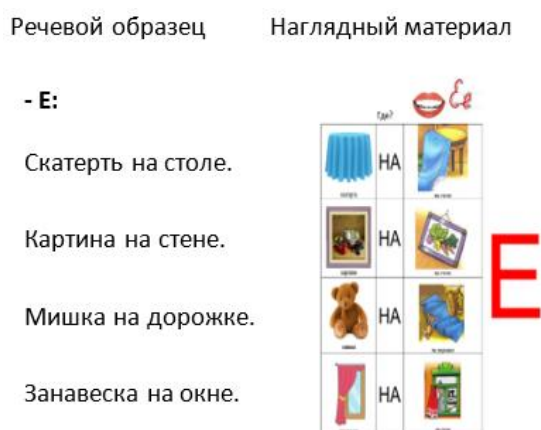 Речевой образец Наглядный материал
- Е:
Ее
Где?
Скатерть на столе.
НА
Картина на стене.
НА
Е
Мишка на дорожке.
НА
Занавеска на окне.
НА